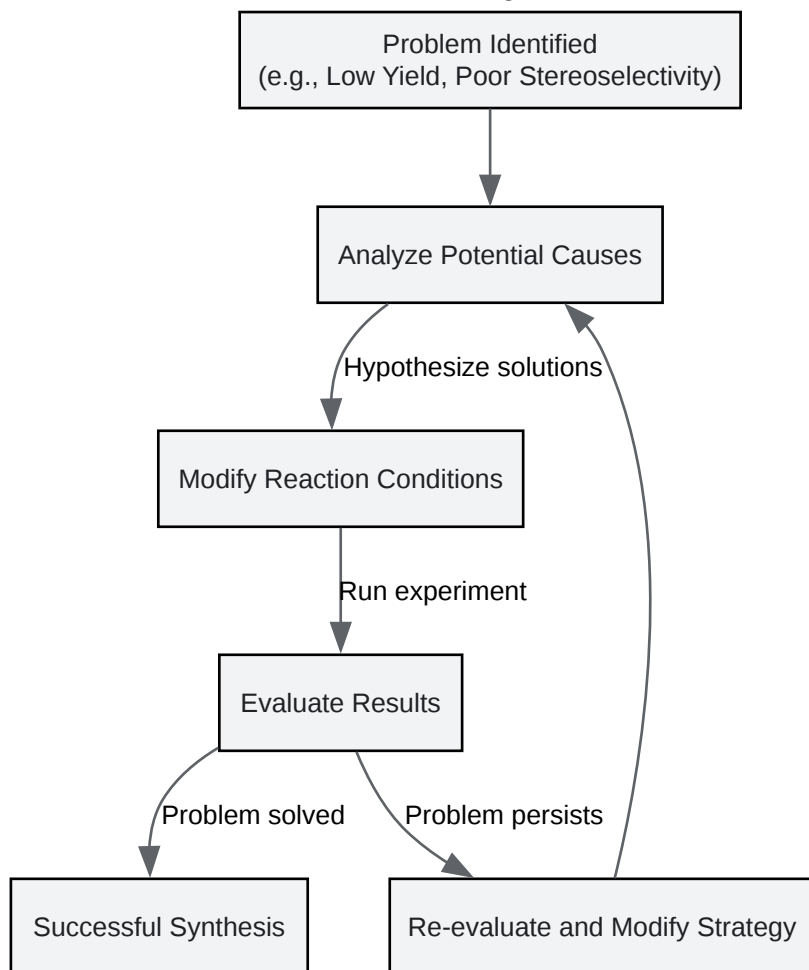 Problem Identified
(e.g., Low Yield, Poor Stereoselectivity)
Analyze Potential Causes
Hypothesize solutions
Modify Reaction Conditions
Run experiment
Evaluate Results
Problem solved
Problem persists
Successful Synthesis
Re-evaluate and Modify Strategy